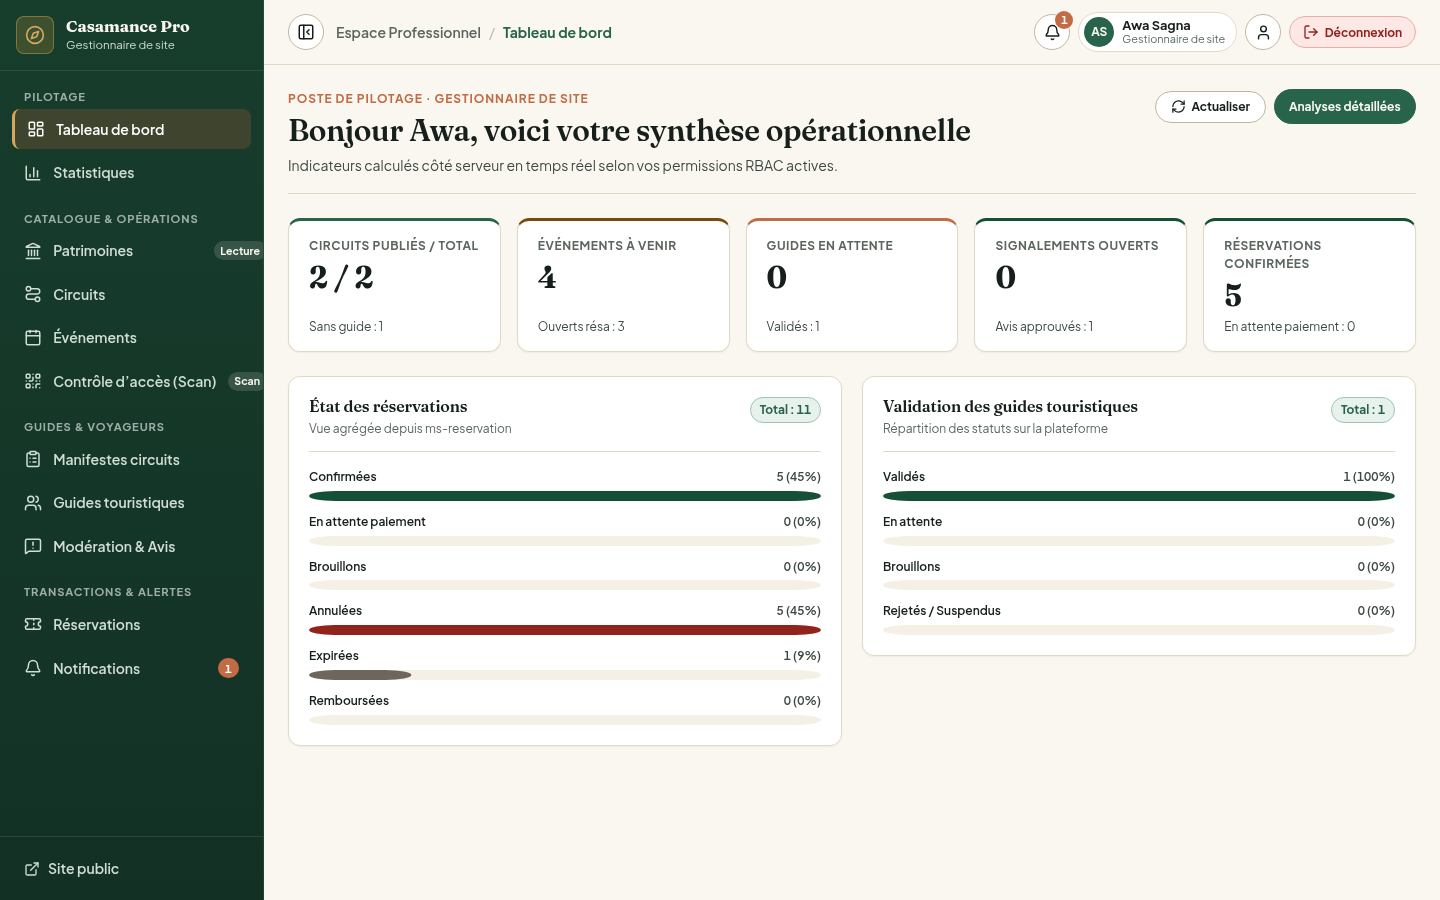 Casamance Pro
Gestionnaire de site
PILOTAGE
Tableau de bord
Statistiques
CATALOGUE & OPÉRATIONS
Patrimoines
Lecture
Circuits
Événements
Contrôle d’accès (Scan)
Scan
GUIDES & VOYAGEURS
Manifestes circuits
Guides touristiques
Modération & Avis
TRANSACTIONS & ALERTES
Réservations
Notifications
1
Site public
Espace Professionnel / Tableau de bord
1
AS
Awa Sagna
Gestionnaire de site
Déconnexion
POSTE DE PILOTAGE · GESTIONNAIRE DE SITE
Bonjour Awa, voici votre synthèse opérationnelle
Indicateurs calculés côté serveur en temps réel selon vos permissions RBAC actives.
Actualiser
Analyses détaillées
CIRCUITS PUBLIÉS / TOTAL
2 / 2
Sans guide : 1
ÉVÉNEMENTS À VENIR
4
Ouverts résa : 3
GUIDES EN ATTENTE
0
Validés : 1
SIGNALEMENTS OUVERTS
0
Avis approuvés : 1
RÉSERVATIONS
CONFIRMÉES
5
En attente paiement : 0
État des réservations
Vue agrégée depuis ms-reservation
Total : 11
Confirmées 5 (45%)
En attente paiement 0 (0%)
Brouillons 0 (0%)
Annulées 5 (45%)
Expirées 1 (9%)
Remboursées 0 (0%)
Validation des guides touristiques
Répartition des statuts sur la plateforme
Total : 1
Validés 1 (100%)
En attente 0 (0%)
Brouillons 0 (0%)
Rejetés / Suspendus 0 (0%)